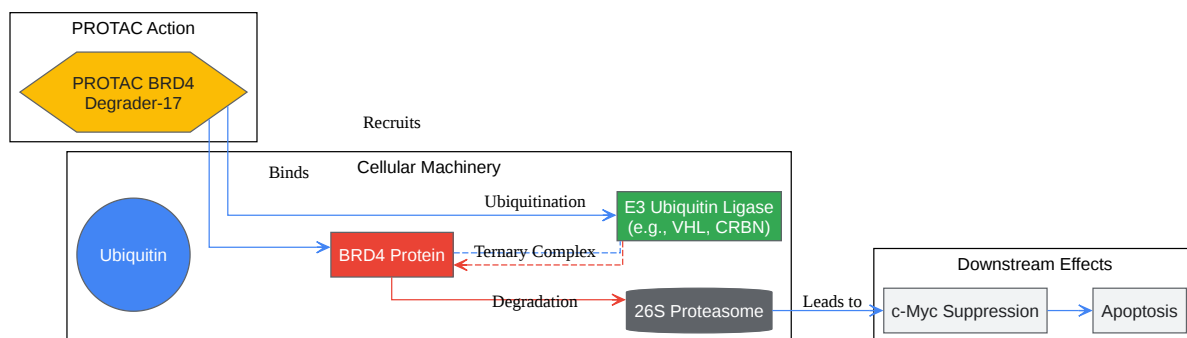 PROTAC Action
PROTAC BRD4
Degrader-17
Recruits
Binds
Cellular Machinery
Ubiquitination
E3 Ubiquitin Ligase
(e.g., VHL, CRBN)
Ubiquitin
BRD4 Protein
Ternary Complex
Degradation
26S Proteasome
Leads to
Downstream Effects
c-Myc Suppression
Apoptosis